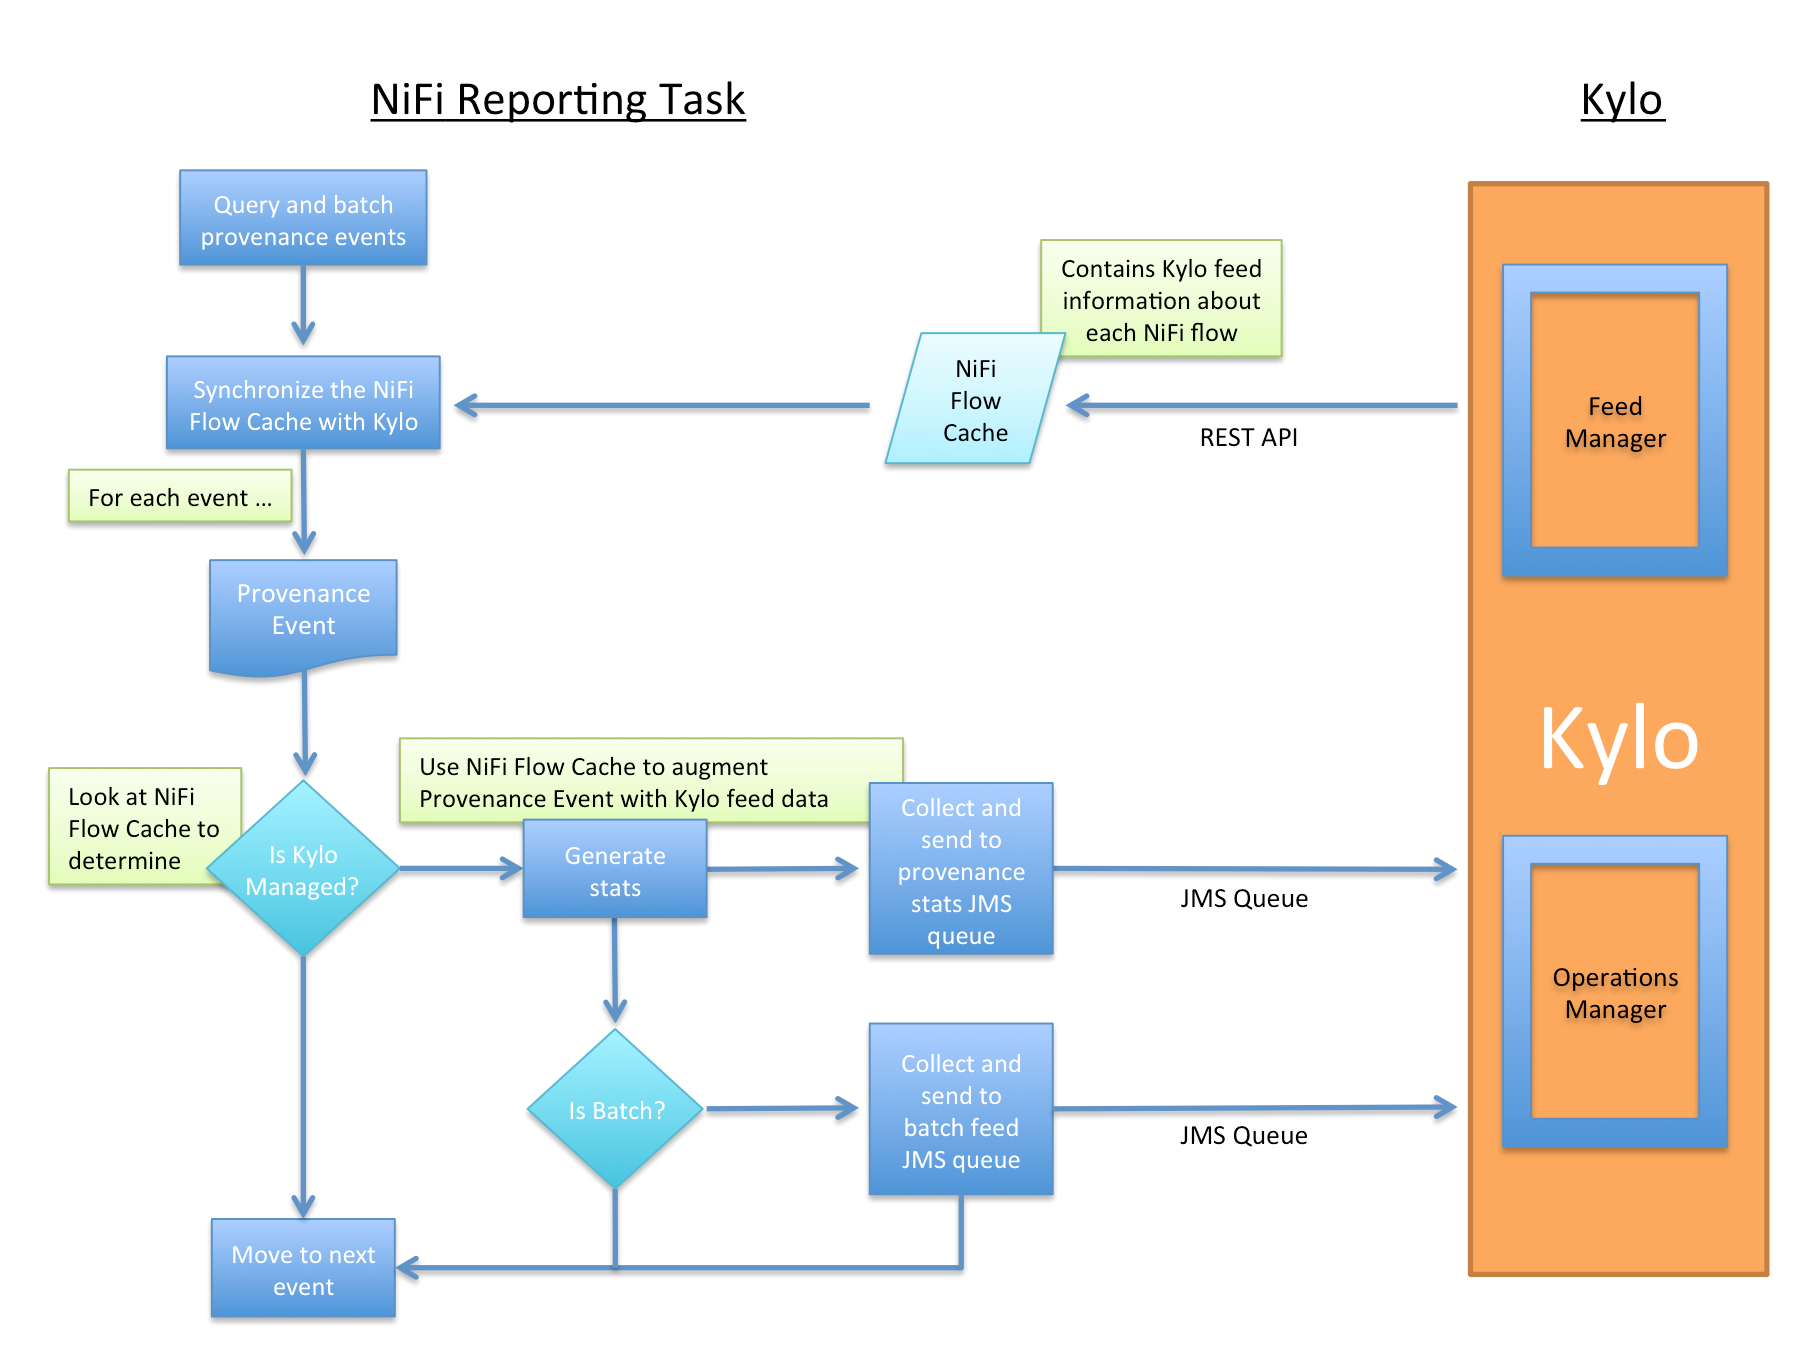 NiFi Reporting Task
Kylo
Query and batch
provenance events
Contains Kylo feed
information about
each NiFi flow
Synchronize the NiFi
Flow Cache with Kylo
NiFi
Flow
Cache
REST API
Feed
Manager
For each event ...
Provenance
Event
Kylo
Look at NiFi
Flow Cache to
determine
Is Kylo
Managed?
Use NiFi Flow Cache to augment
Provenance Event with Kylo feed data
Generate
stats
Collect and
send to
provenance
stats JMS
queue
JMS Queue
Operations
Manager
Is Batch?
Collect and
send to
batch feed
JMS queue
JMS Queue
Move to next
event